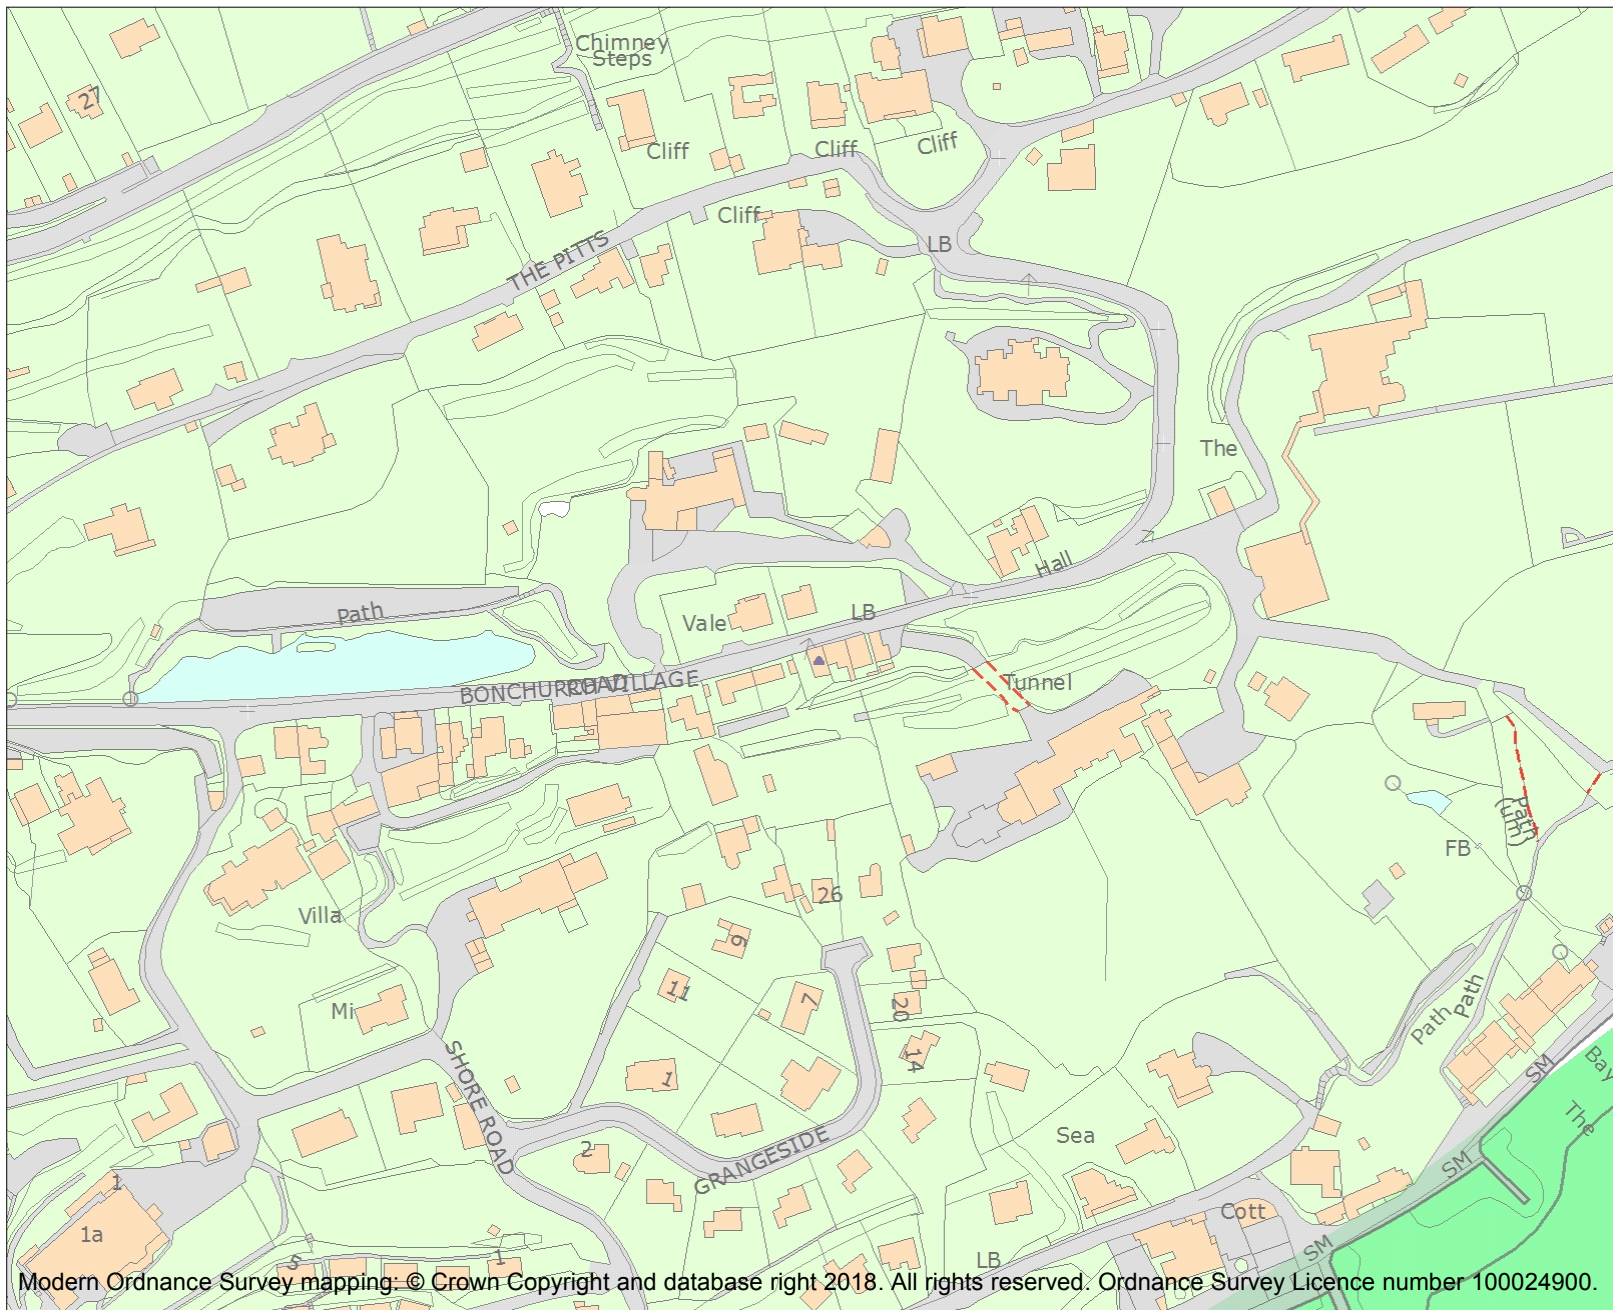 Chimney
Steps
27
Cliff
Cliff
Cliff
Cliff
THE PITTS
LB
The
Hall
Path
Vale
LB
BONCHURCH VILLAGE
ROAD
Tunnel
Path
(um)
FB
26
Villa
9
11
7
20
Mi
Path
Path
14
SHORE ROAD
1
SM
Bay
The
2
Sea
GRANGESIDE
SM
1
Cott
1a
SM
LB
5
1
Modern Ordnance Survey mapping: © Crown Copyright and database right 2018. All rights reserved. Ordnance Survey Licence number 100024900.